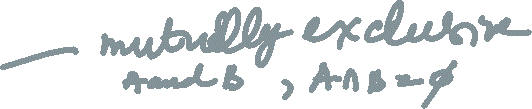 — mutually exclusive
A and B , A ∩ B = ϕ